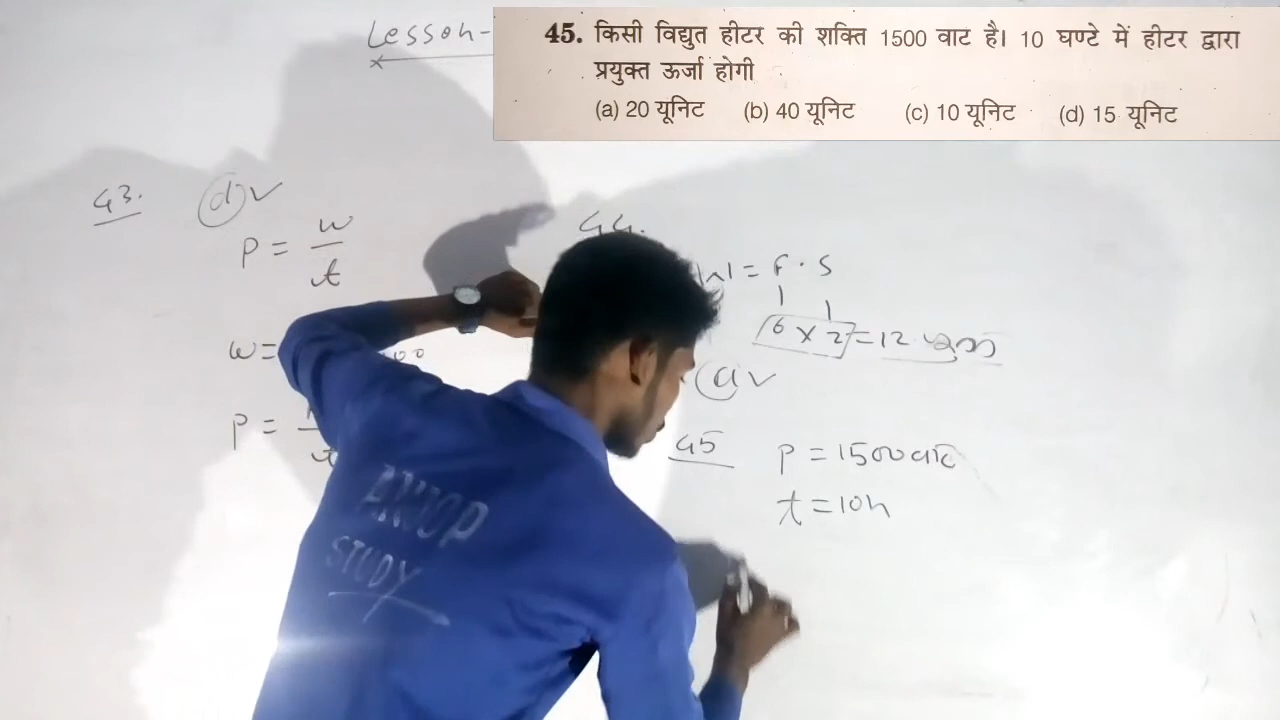 Lesson-
45. किसी विद्युत हीटर की शक्ति 1500 वाट है। 10 घण्टे में हीटर द्वारा
प्रयुक्त ऊर्जा होगी
(a) 20 यूनिट (b) 40 यूनिट (c) 10 यूनिट (d) 15 यूनिट
43. (d) ✓
P = w/t
w=
P =
44.
= F · S
6 × 2 = 12
(a) ✓
45
P = 1500 वाट
t = 10h
ANOOP
STUDY